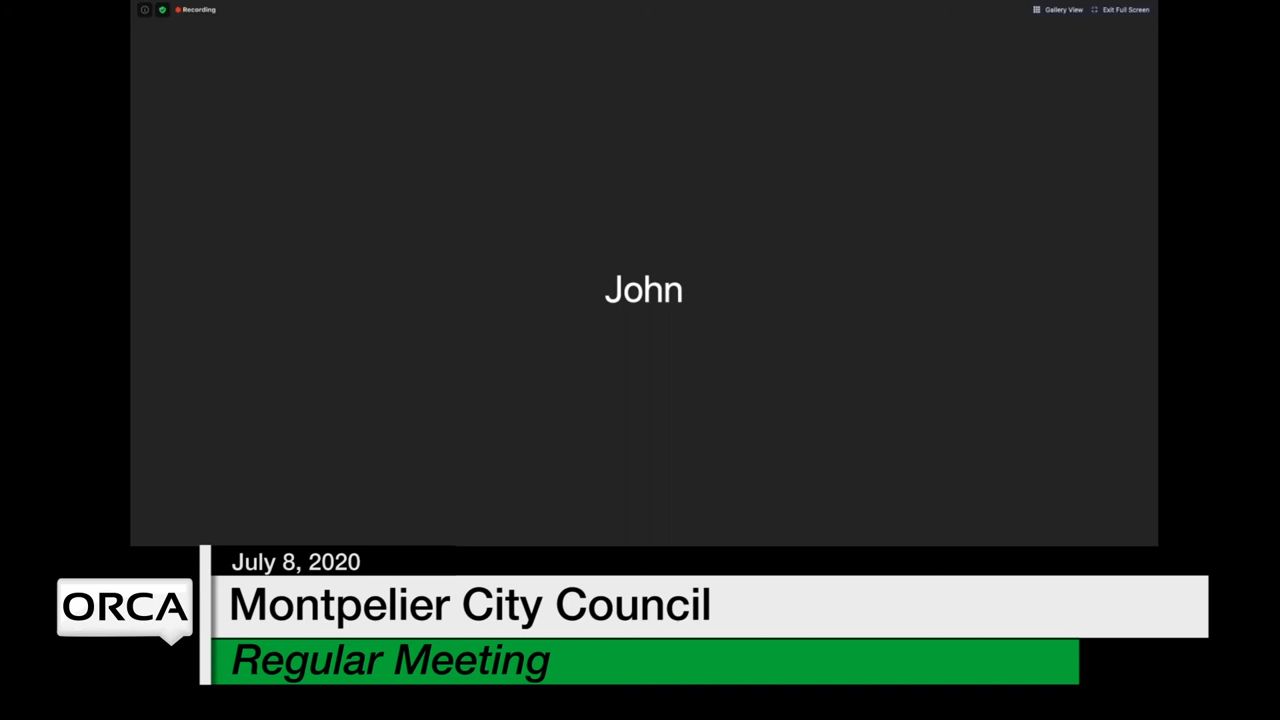 Recording
Gallery View
Exit Full Screen
John
July 8, 2020
ORCA
Montpelier City Council
Regular Meeting